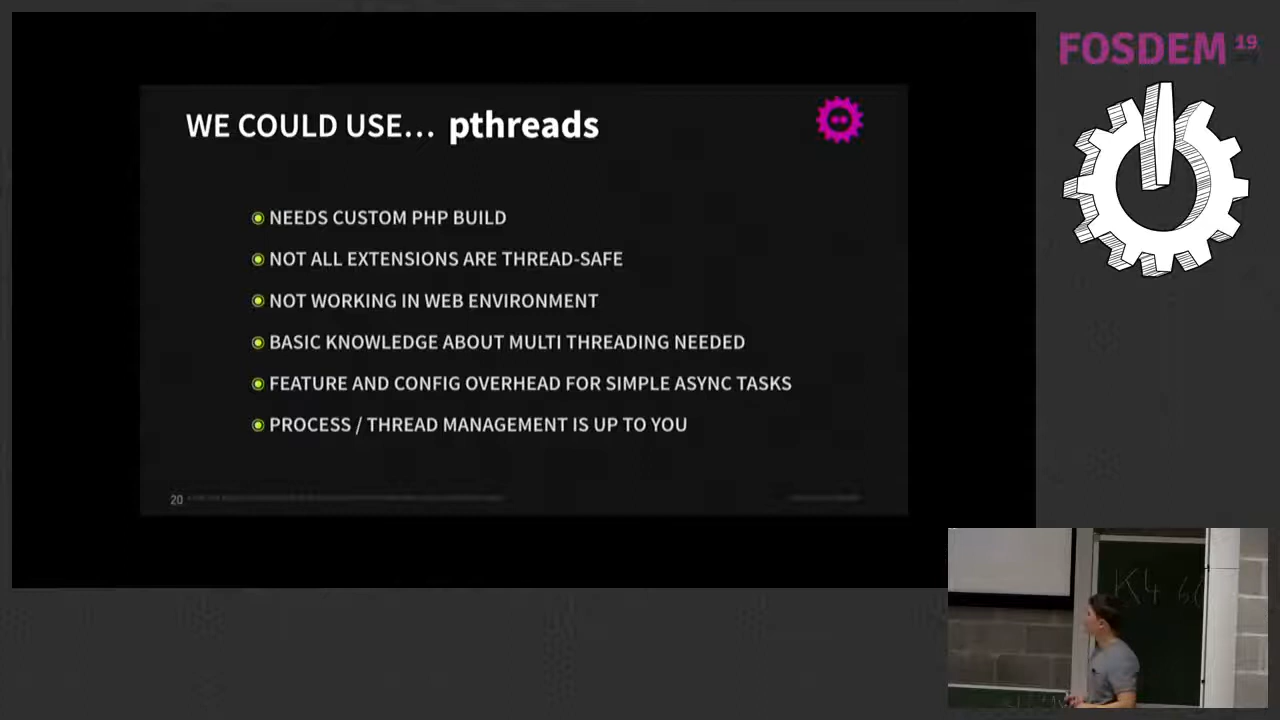 FOSDEM 19
WE COULD USE... pthreads
NEEDS CUSTOM PHP BUILD
NOT ALL EXTENSIONS ARE THREAD-SAFE
NOT WORKING IN WEB ENVIRONMENT
BASIC KNOWLEDGE ABOUT MULTI THREADING NEEDED
FEATURE AND CONFIG OVERHEAD FOR SIMPLE ASYNC TASKS
PROCESS / THREAD MANAGEMENT IS UP TO YOU
20
K4